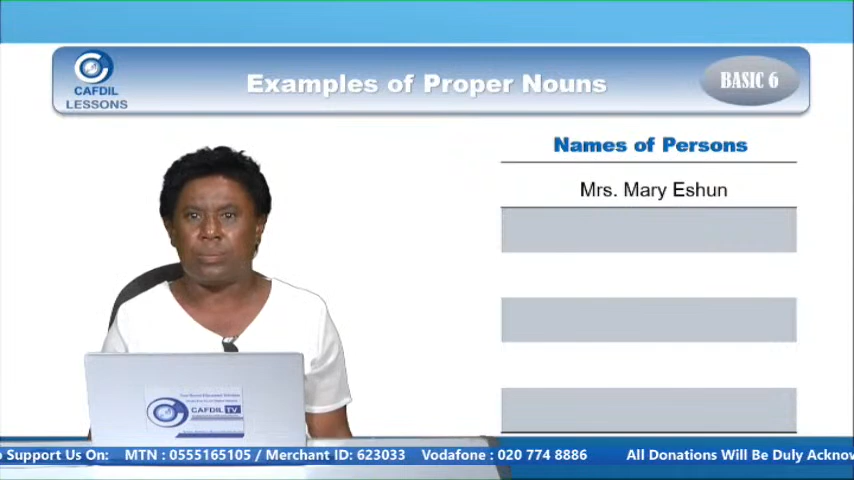 CAFDIL
LESSONS
Examples of Proper Nouns
BASIC 6
Names of Persons
Mrs. Mary Eshun
CAFDIL TV
Support Us On: MTN : 0555165105 / Merchant ID: 623033 Vodafone : 020 774 8886 All Donations Will Be Duly Acknow